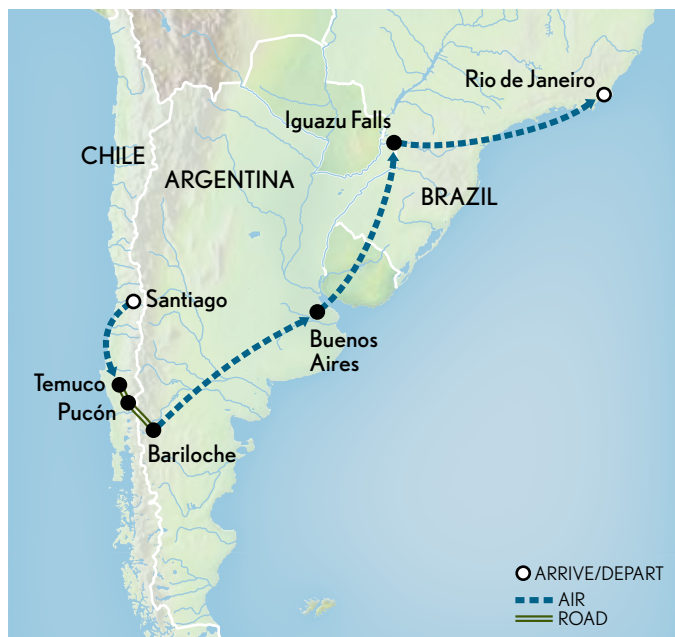 Rio de Janeiro
Iguazu Falls
CHILE
ARGENTINA
BRAZIL
Santiago
Buenos
Aires
Temuco
Pucón
Bariloche
ARRIVE/DEPART
AIR
ROAD